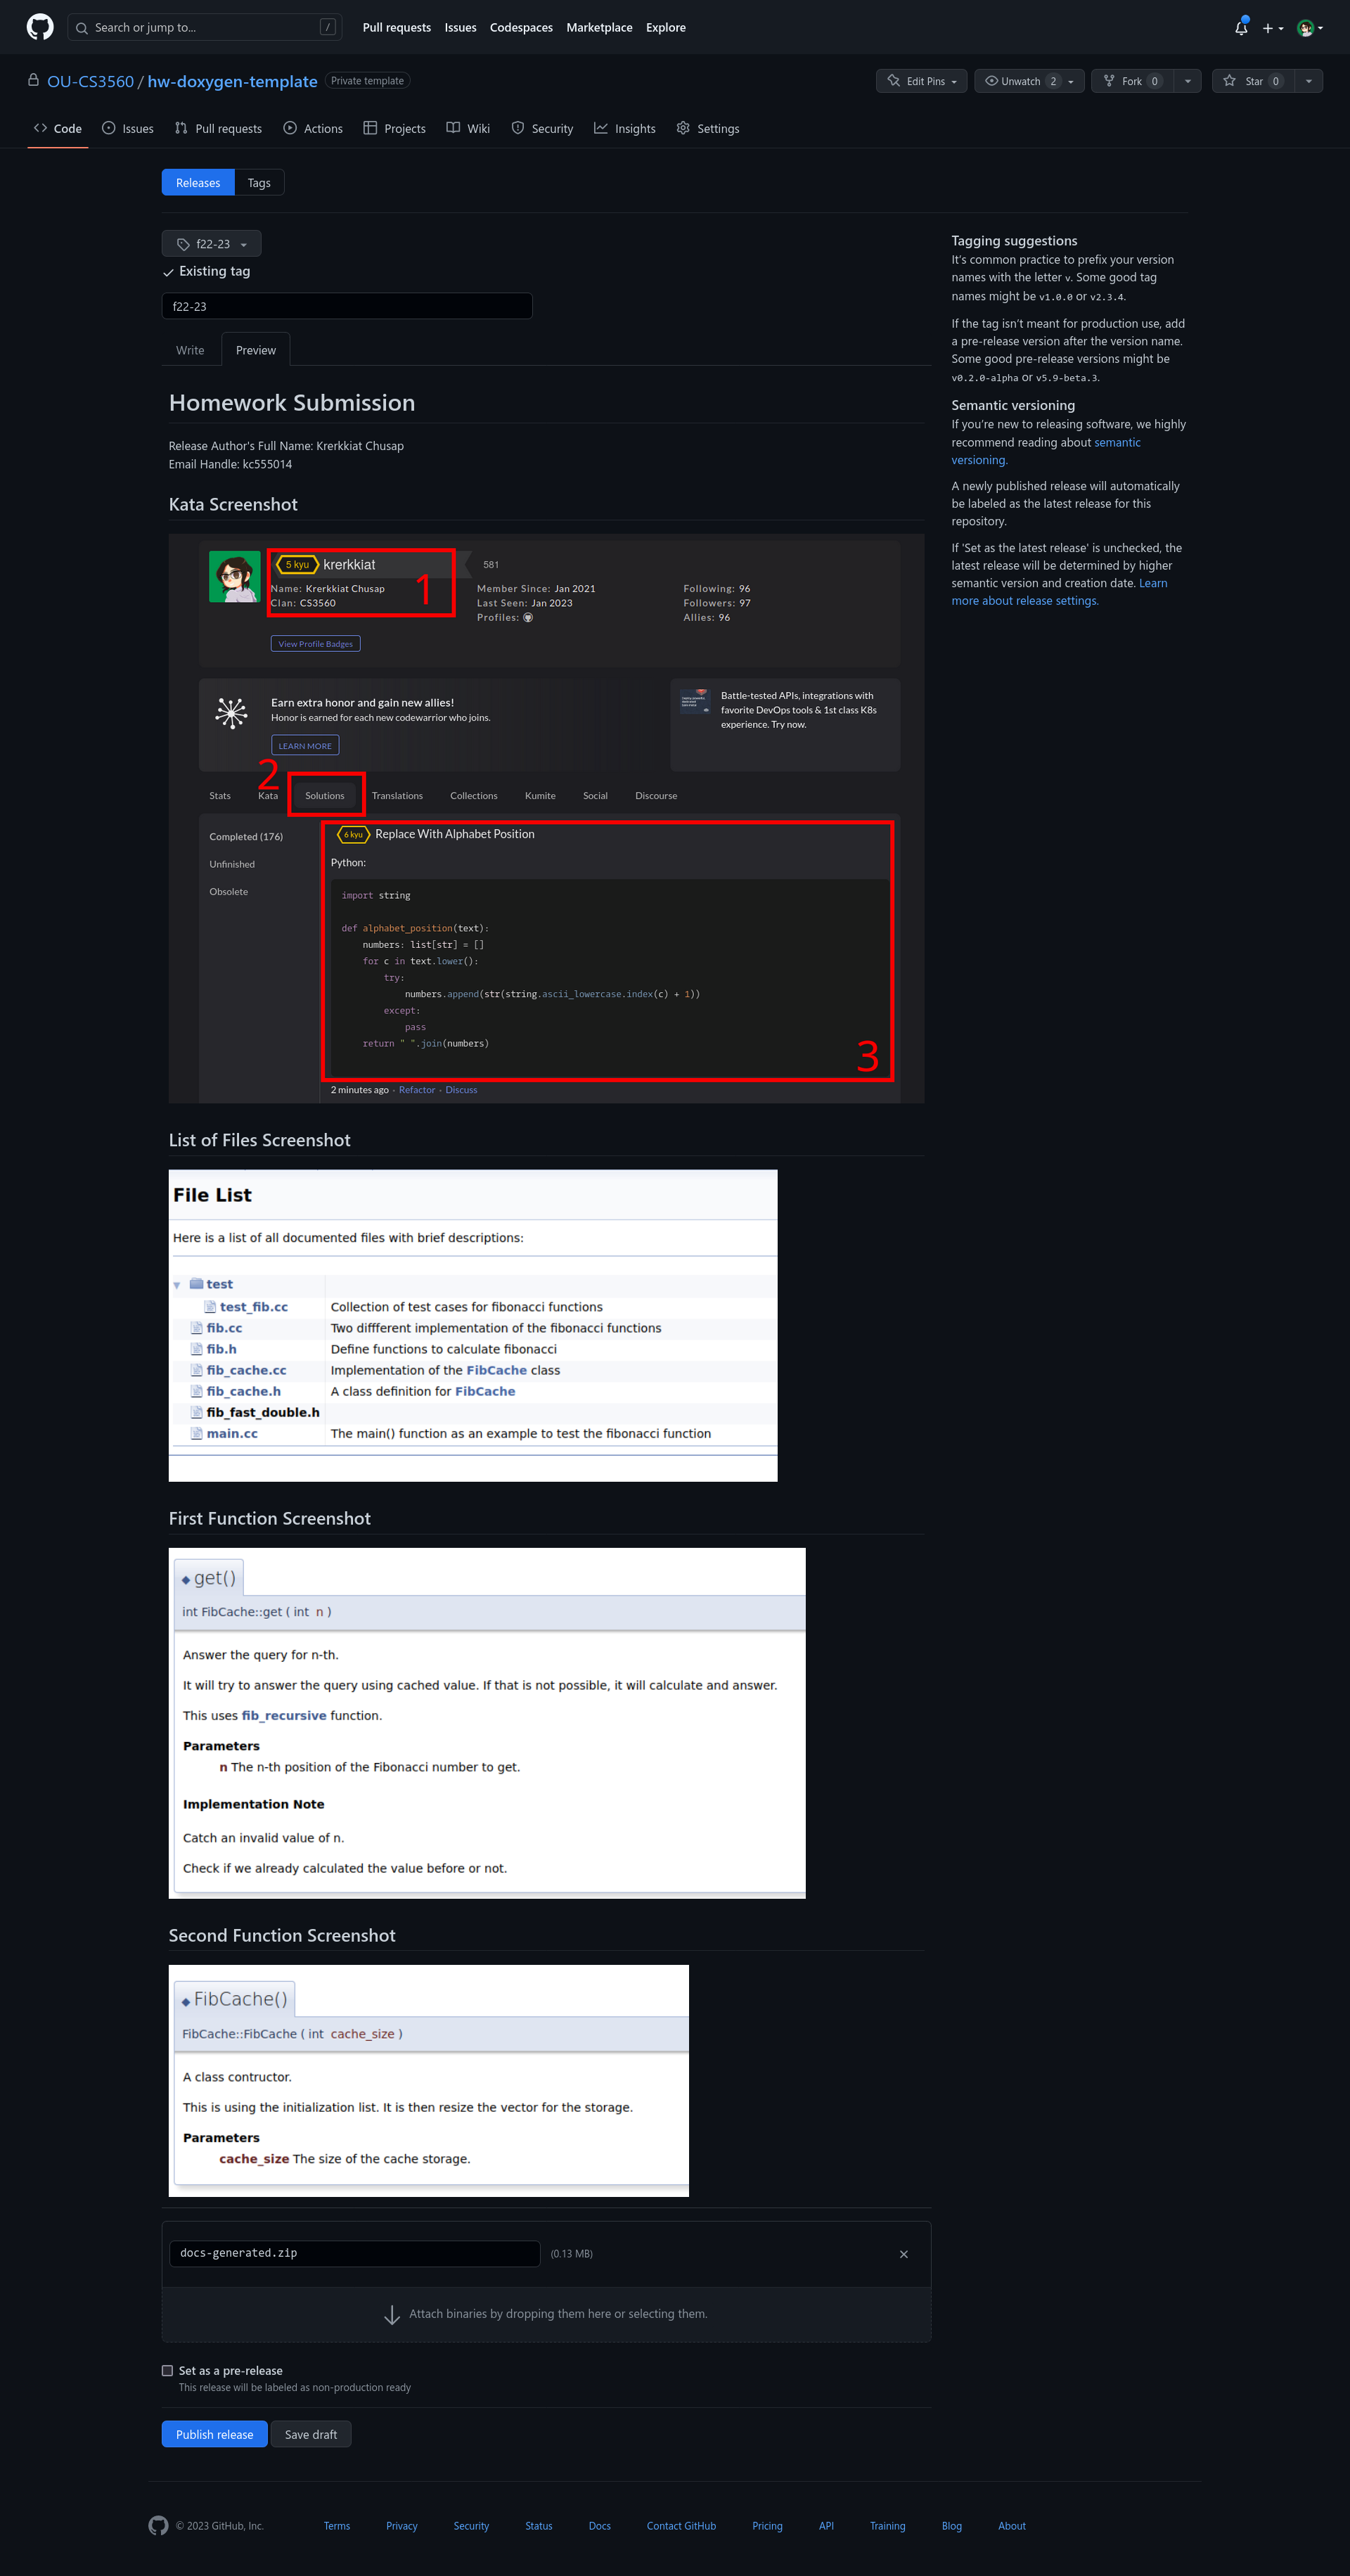 Search or jump to... /
Pull requests Issues Codespaces Marketplace Explore
OU-CS3560 / hw-doxygen-template Private template
Edit Pins Unwatch 2 Fork 0 Star 0
Code Issues Pull requests Actions Projects Wiki Security Insights Settings
Releases Tags
f22-23
Existing tag
f22-23
Write Preview
Homework Submission
Release Author's Full Name: Krerkkiat Chusap
Email Handle: kc555014
Kata Screenshot
5 kyu krerkkiat 581
Name: Krerkkiat Chusap
Clan: CS3560
1
Member Since: Jan 2021
Last Seen: Jan 2023
Profiles:
Following: 96
Followers: 97
Allies: 96
View Profile Badges
Earn extra honor and gain new allies!
Honor is earned for each new codewarrior who joins.
LEARN MORE
Battle-tested APIs, integrations with
favorite DevOps tools & 1st class K8s
experience. Try now.
2
Stats Kata Solutions Translations Collections Kumite Social Discourse
Completed (176)
Unfinished
Obsolete
6 kyu Replace With Alphabet Position
Python:
import string
def alphabet_position(text):
numbers: list[str] = []
for c in text.lower():
try:
numbers.append(str(string.ascii_lowercase.index(c) + 1))
except:
pass
return " ".join(numbers)
3
2 minutes ago · Refactor · Discuss
List of Files Screenshot
File List
Here is a list of all documented files with brief descriptions:
test
test_fib.cc Collection of test cases for fibonacci functions
fib.cc Two diffferent implementation of the fibonacci functions
fib.h Define functions to calculate fibonacci
fib_cache.cc Implementation of the FibCache class
fib_cache.h A class definition for FibCache
fib_fast_double.h
main.cc The main() function as an example to test the fibonacci function
First Function Screenshot
◆ get()
int FibCache::get ( int n )
Answer the query for n-th.
It will try to answer the query using cached value. If that is not possible, it will calculate and answer.
This uses fib_recursive function.
Parameters
n The n-th position of the Fibonacci number to get.
Implementation Note
Catch an invalid value of n.
Check if we already calculated the value before or not.
Second Function Screenshot
◆ FibCache()
FibCache::FibCache ( int cache_size )
A class contructor.
This is using the initialization list. It is then resize the vector for the storage.
Parameters
cache_size The size of the cache storage.
docs-generated.zip (0.13 MB)
Attach binaries by dropping them here or selecting them.
Set as a pre-release
This release will be labeled as non-production ready
Publish release Save draft
Tagging suggestions
It's common practice to prefix your version
names with the letter v. Some good tag
names might be v1.0.0 or v2.3.4.
If the tag isn't meant for production use, add
a pre-release version after the version name.
Some good pre-release versions might be
v0.2.0-alpha or v5.9-beta.3.
Semantic versioning
If you're new to releasing software, we highly
recommend reading about semantic
versioning.
A newly published release will automatically
be labeled as the latest release for this
repository.
If 'Set as the latest release' is unchecked, the
latest release will be determined by higher
semantic version and creation date. Learn
more about release settings.
© 2023 GitHub, Inc. Terms Privacy Security Status Docs Contact GitHub Pricing API Training Blog About